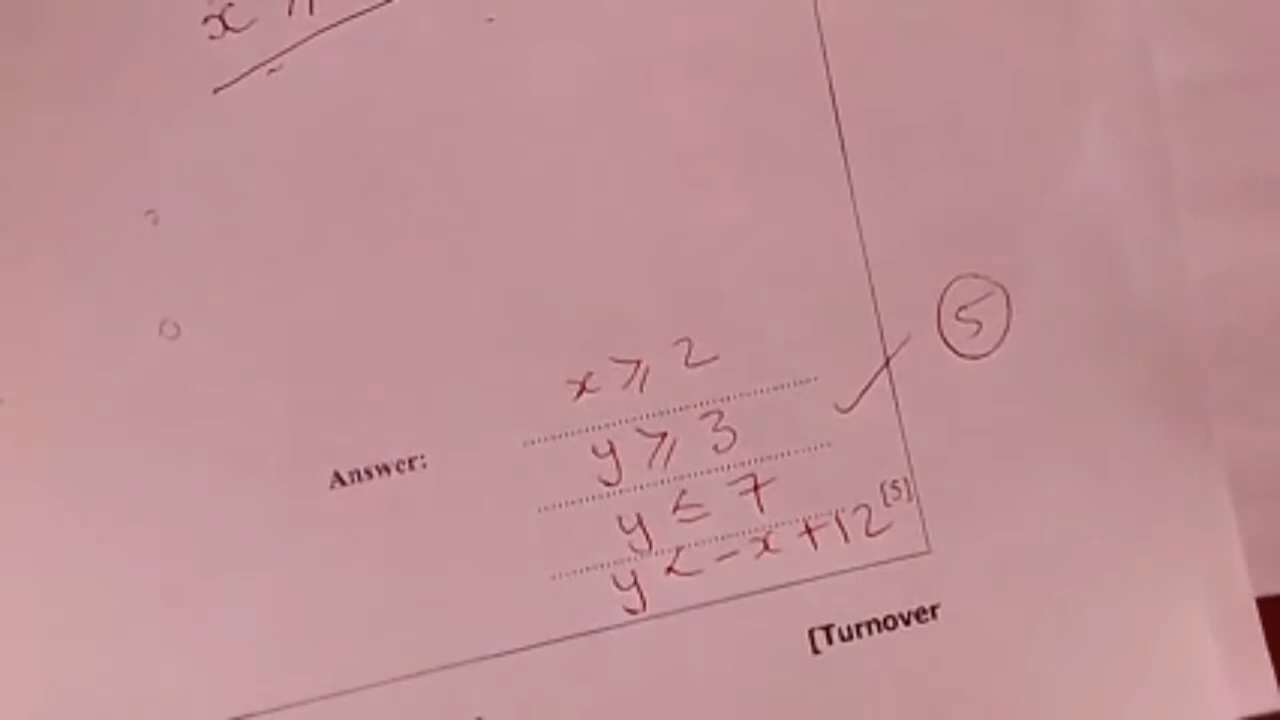 x ⩾
x ⩾ 2
5
y ⩾ 3
Answer:
y ≤ 7
[5]
y < -x + 12
[Turnover